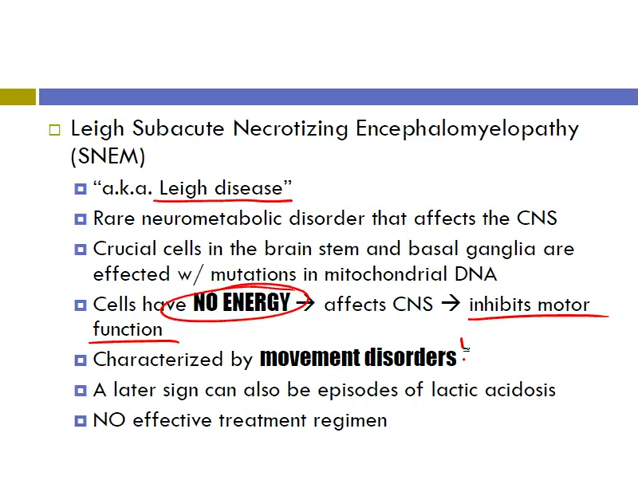 Leigh Subacute Necrotizing Encephalomyelopathy
(SNEM)
“a.k.a. Leigh disease”
Rare neurometabolic disorder that affects the CNS
Crucial cells in the brain stem and basal ganglia are
effected w/ mutations in mitochondrial DNA
Cells have NO ENERGY → affects CNS → inhibits motor
function
Characterized by movement disorders
A later sign can also be episodes of lactic acidosis
NO effective treatment regimen